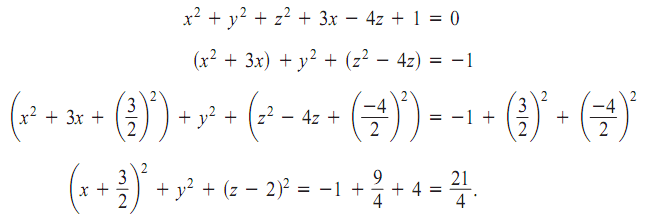 x² + y² + z² + 3x − 4z + 1 = 0
(x² + 3x) + y² + (z² − 4z) = −1
(x² + 3x + (3/2)²) + y² + (z² − 4z + (−4/2)²) = −1 + (3/2)² + (−4/2)²
(x + 3/2)² + y² + (z − 2)² = −1 + 9/4 + 4 = 21/4.